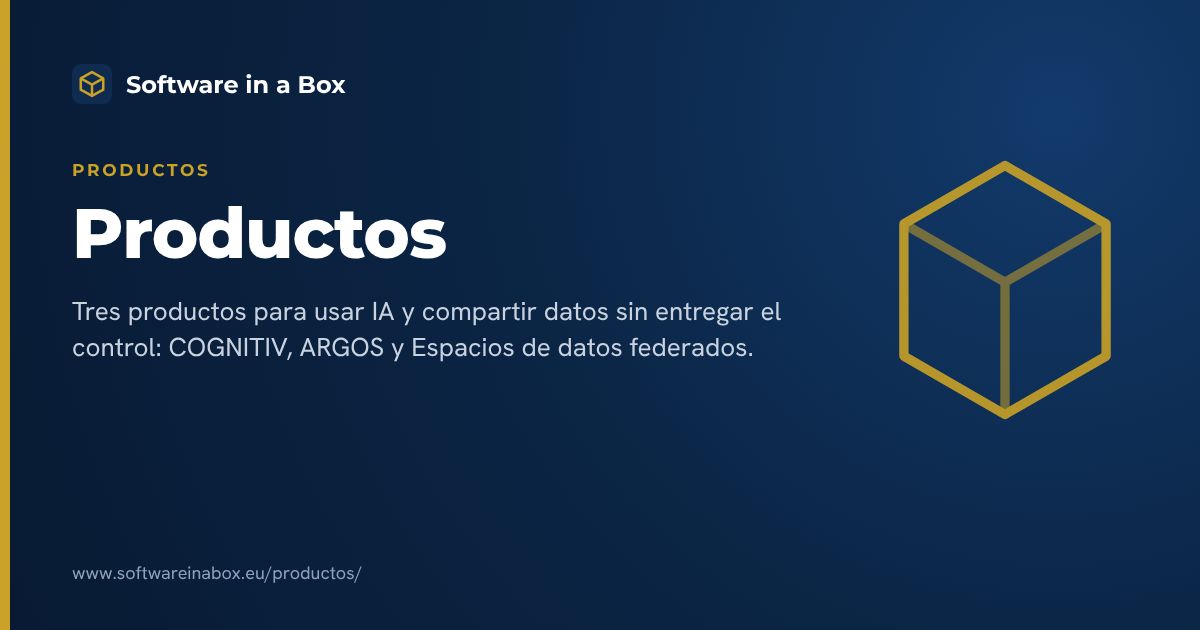 Software in a Box
PRODUCTOS
Productos
Tres productos para usar IA y compartir datos sin entregar el
control: COGNITIV, ARGOS y Espacios de datos federados.
www.softwareinabox.eu/productos/